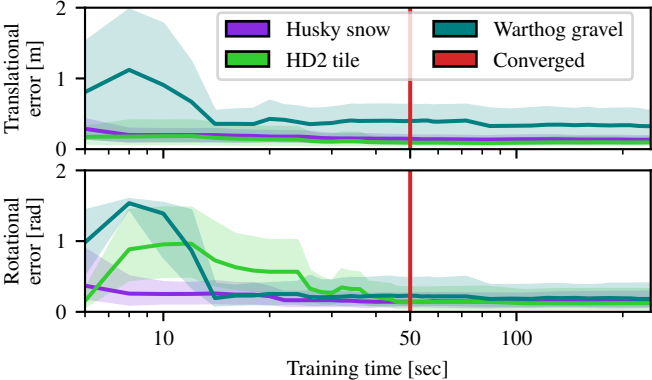 2
1
0
Translational
error [m]
Husky snow
HD2 tile
Warthog gravel
Converged
2
1
0
Rotational
error [rad]
10
50
100
Training time [sec]